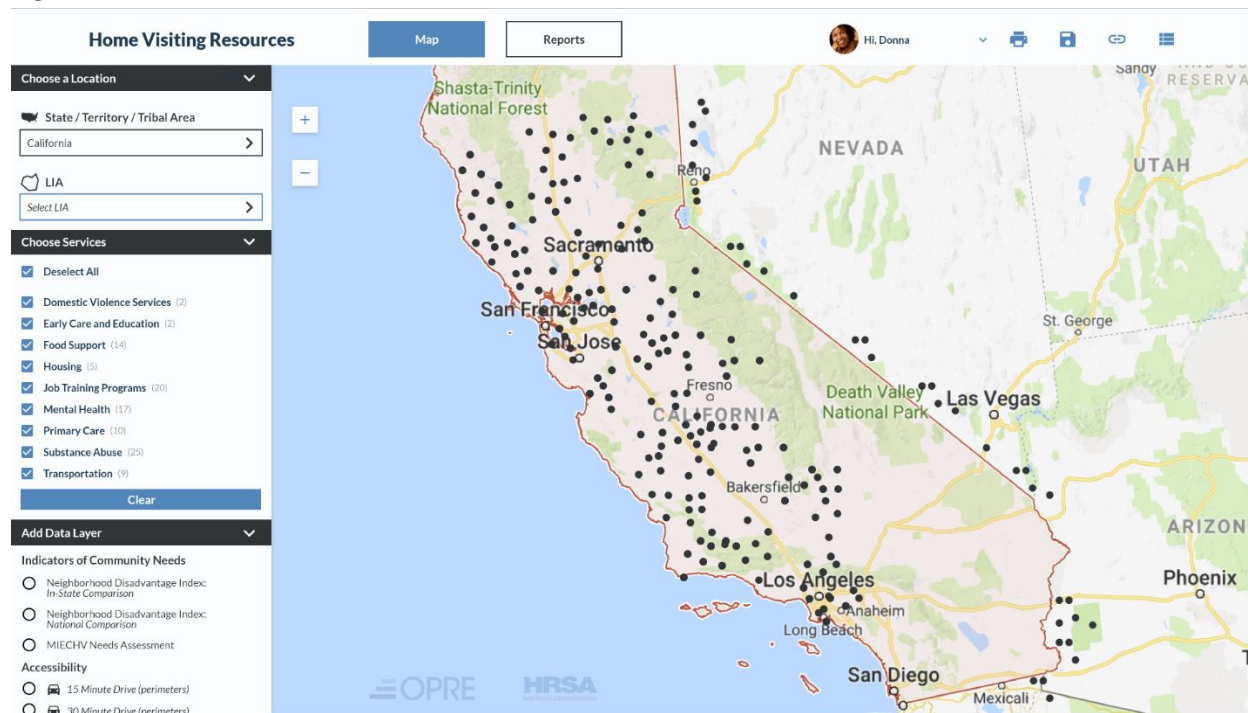 Home Visiting Resources
Map
Reports
Hi, Donna
Choose a Location
State / Territory / Tribal Area
California
LIA
Select LIA
Choose Services
Deselect All
Domestic Violence Services (2)
Early Care and Education (2)
Food Support (14)
Housing (5)
Job Training Programs (20)
Mental Health (17)
Primary Care (10)
Substance Abuse (25)
Transportation (9)
Clear
Add Data Layer
Indicators of Community Needs
Neighborhood Disadvantage Index:
In-State Comparison
Neighborhood Disadvantage Index:
National Comparison
MIECHV Needs Assessment
Accessibility
15 Minute Drive (perimeters)
30 Minute Drive (perimeters)
+
−
Shasta-Trinity
National Forest
Sandy
RESERVA
NEVADA
UTAH
Reno
Sacramento
San Francisco
San Jose
St. George
Fresno
CALIFORNIA
Death Valley
National Park
Las Vegas
Bakersfield
ARIZON
Los Angeles
Anaheim
Long Beach
Phoenix
San Diego
Mexicali
OPRE
HRSA